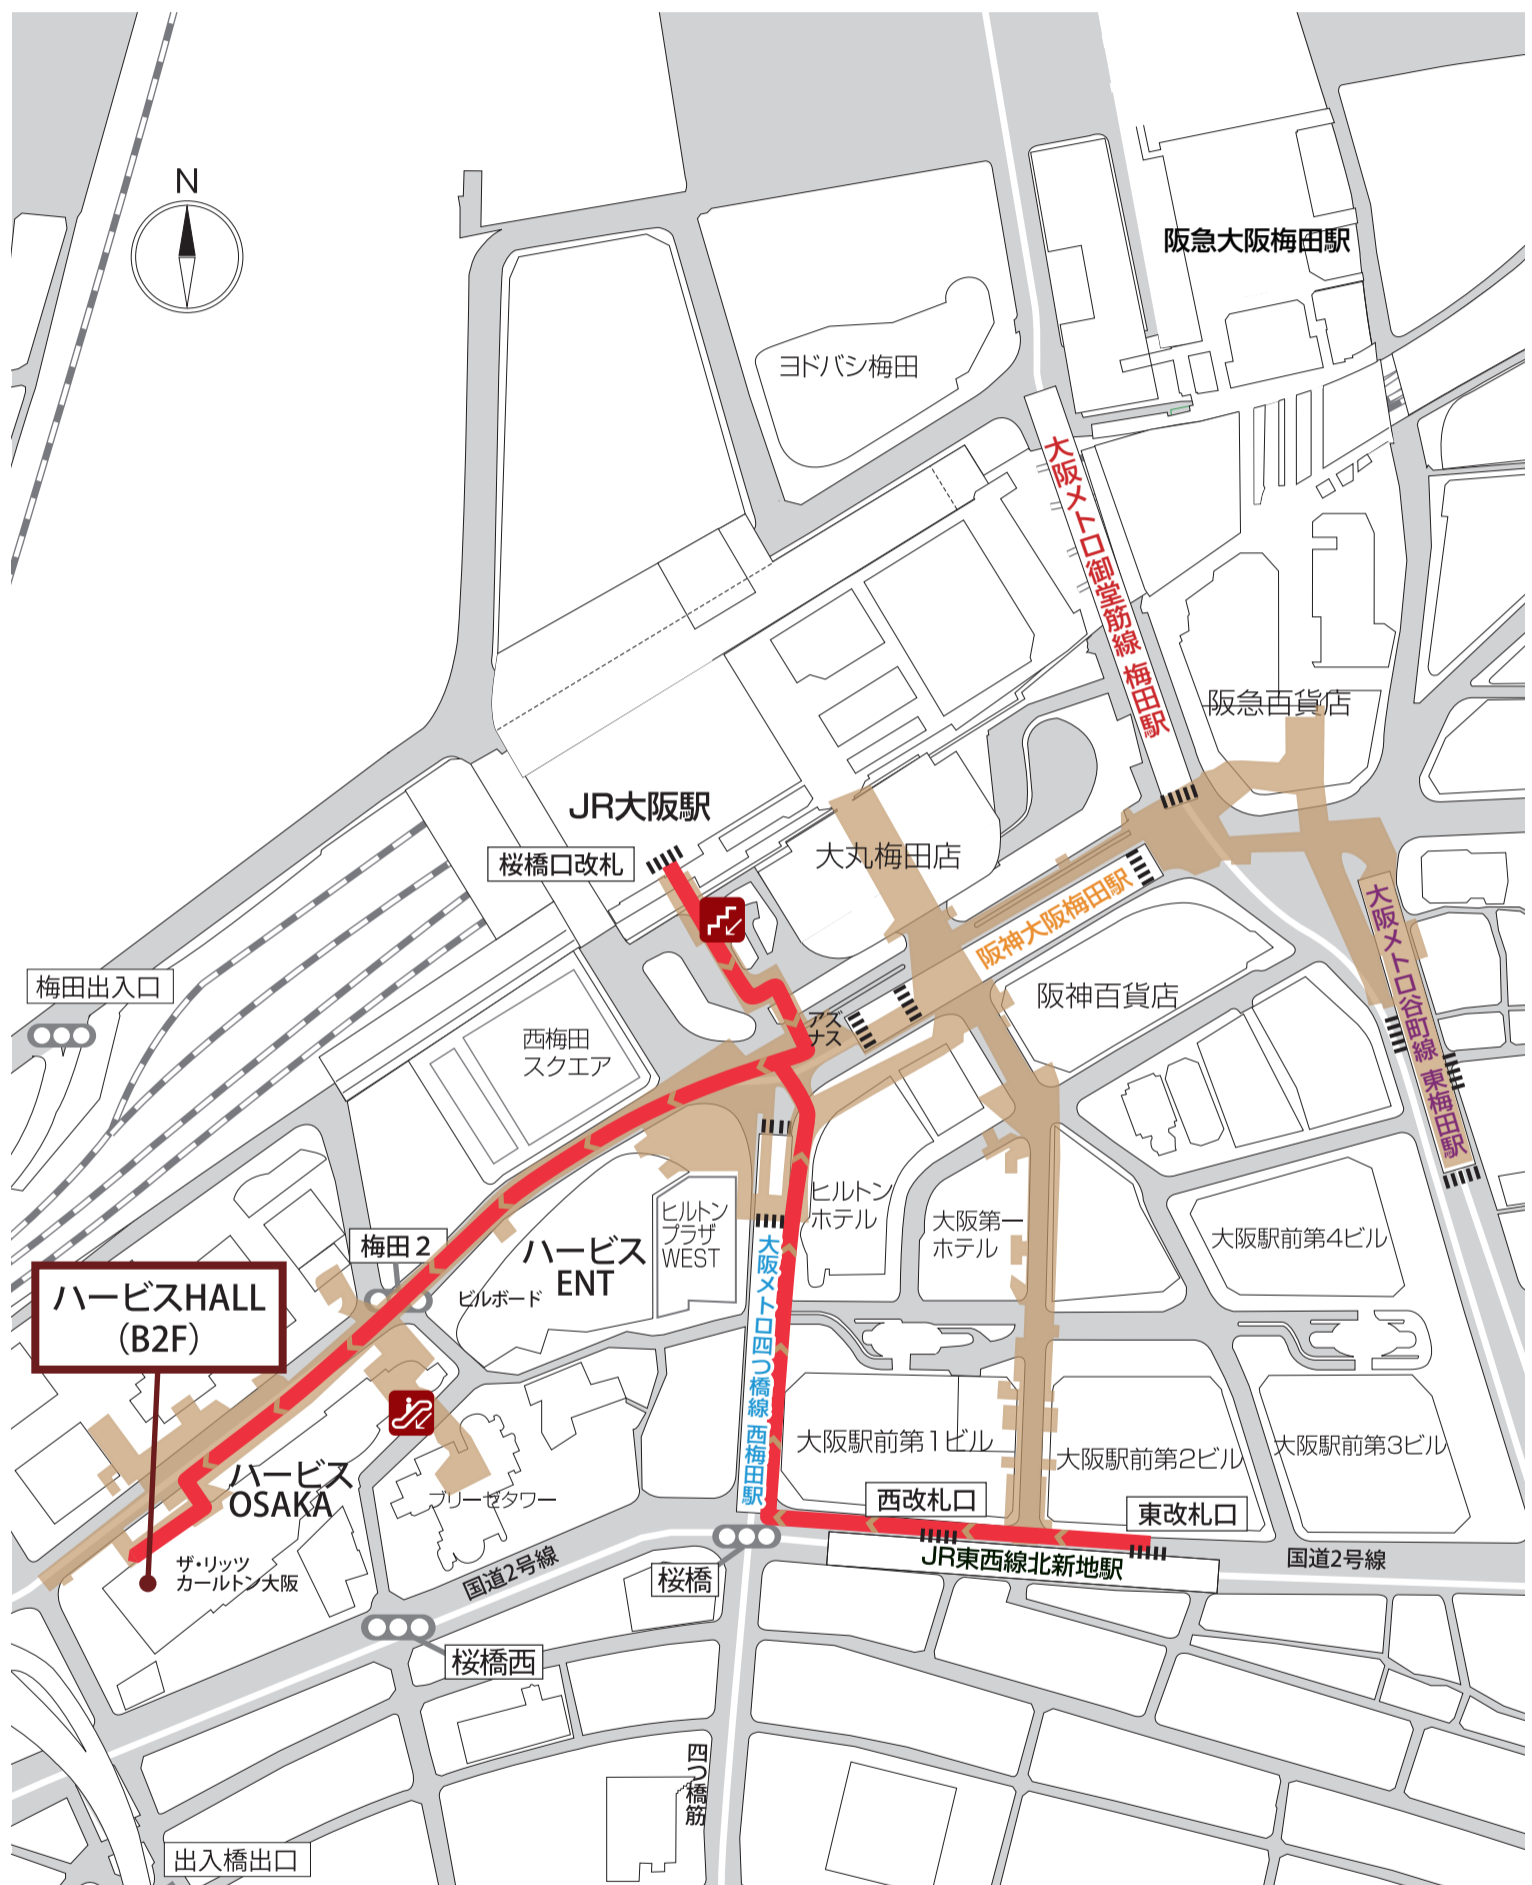 N
阪急大阪梅田駅
ヨドバシ梅田
大阪メトロ御堂筋線 梅田駅
阪急百貨店
JR大阪駅
桜橋口改札
大丸梅田店
阪神大阪梅田駅
大阪メトロ谷町線 東梅田駅
梅田出入口
阪神百貨店
アズ
ナス
西梅田
スクエア
ヒルトン
ホテル
ヒルトン
プラザ
WEST
大阪第一
ホテル
大阪駅前第4ビル
梅田2
ハービス
ENT
ビルボード
大阪メトロ四つ橋線 西梅田駅
ハービスHALL
(B2F)
大阪駅前第1ビル
大阪駅前第2ビル
大阪駅前第3ビル
ハービス
OSAKA
ブリーゼタワー
西改札口
東改札口
JR東西線北新地駅
国道2号線
ザ・リッツ
カールトン大阪
国道2号線
桜橋
桜橋西
四つ橋筋
出入橋出口